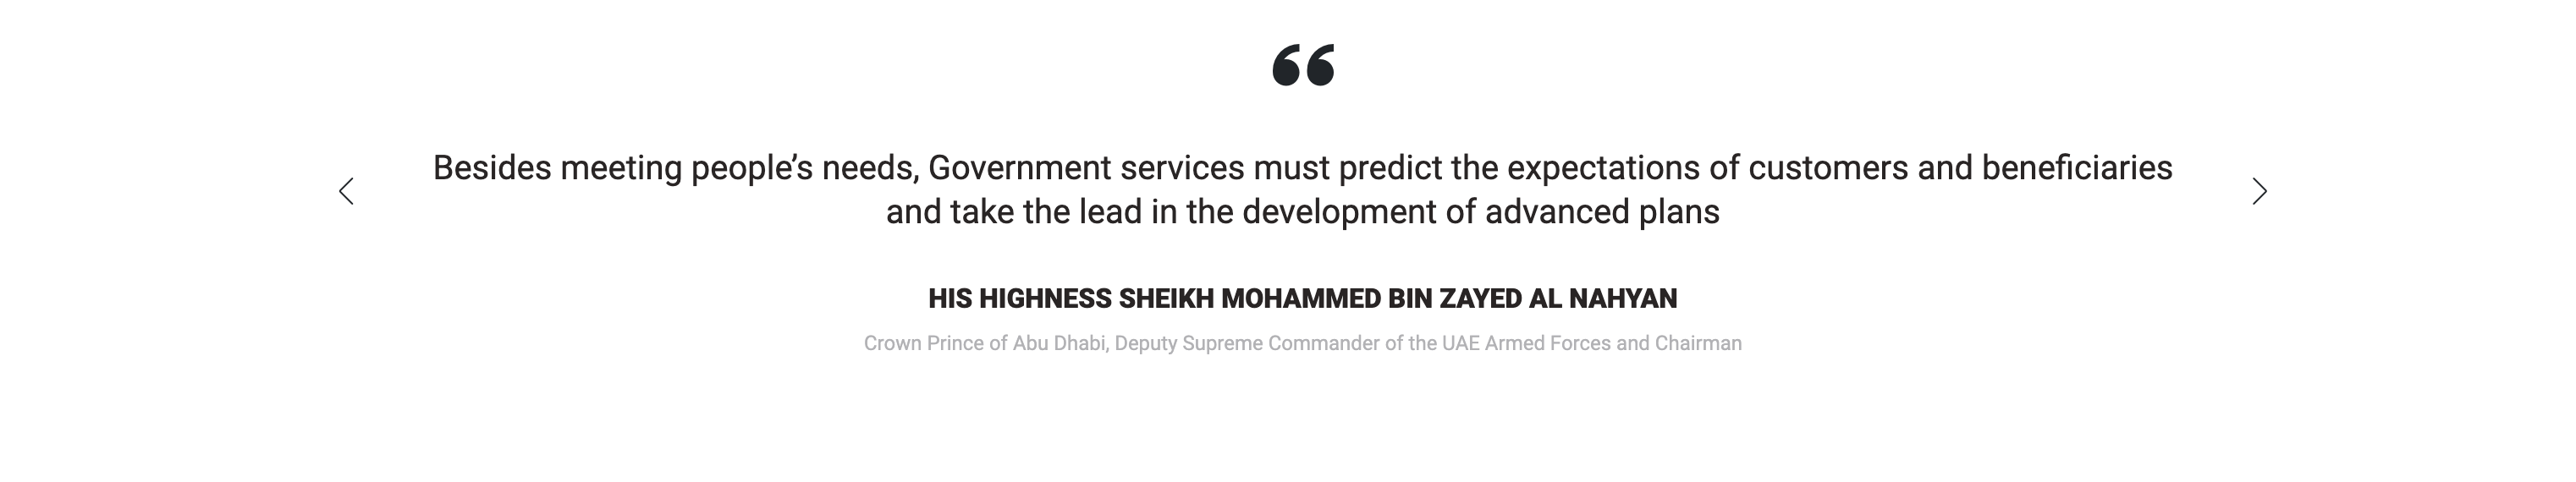 “
Besides meeting people’s needs, Government services must predict the expectations of customers and beneficiaries
and take the lead in the development of advanced plans
HIS HIGHNESS SHEIKH MOHAMMED BIN ZAYED AL NAHYAN
Crown Prince of Abu Dhabi, Deputy Supreme Commander of the UAE Armed Forces and Chairman